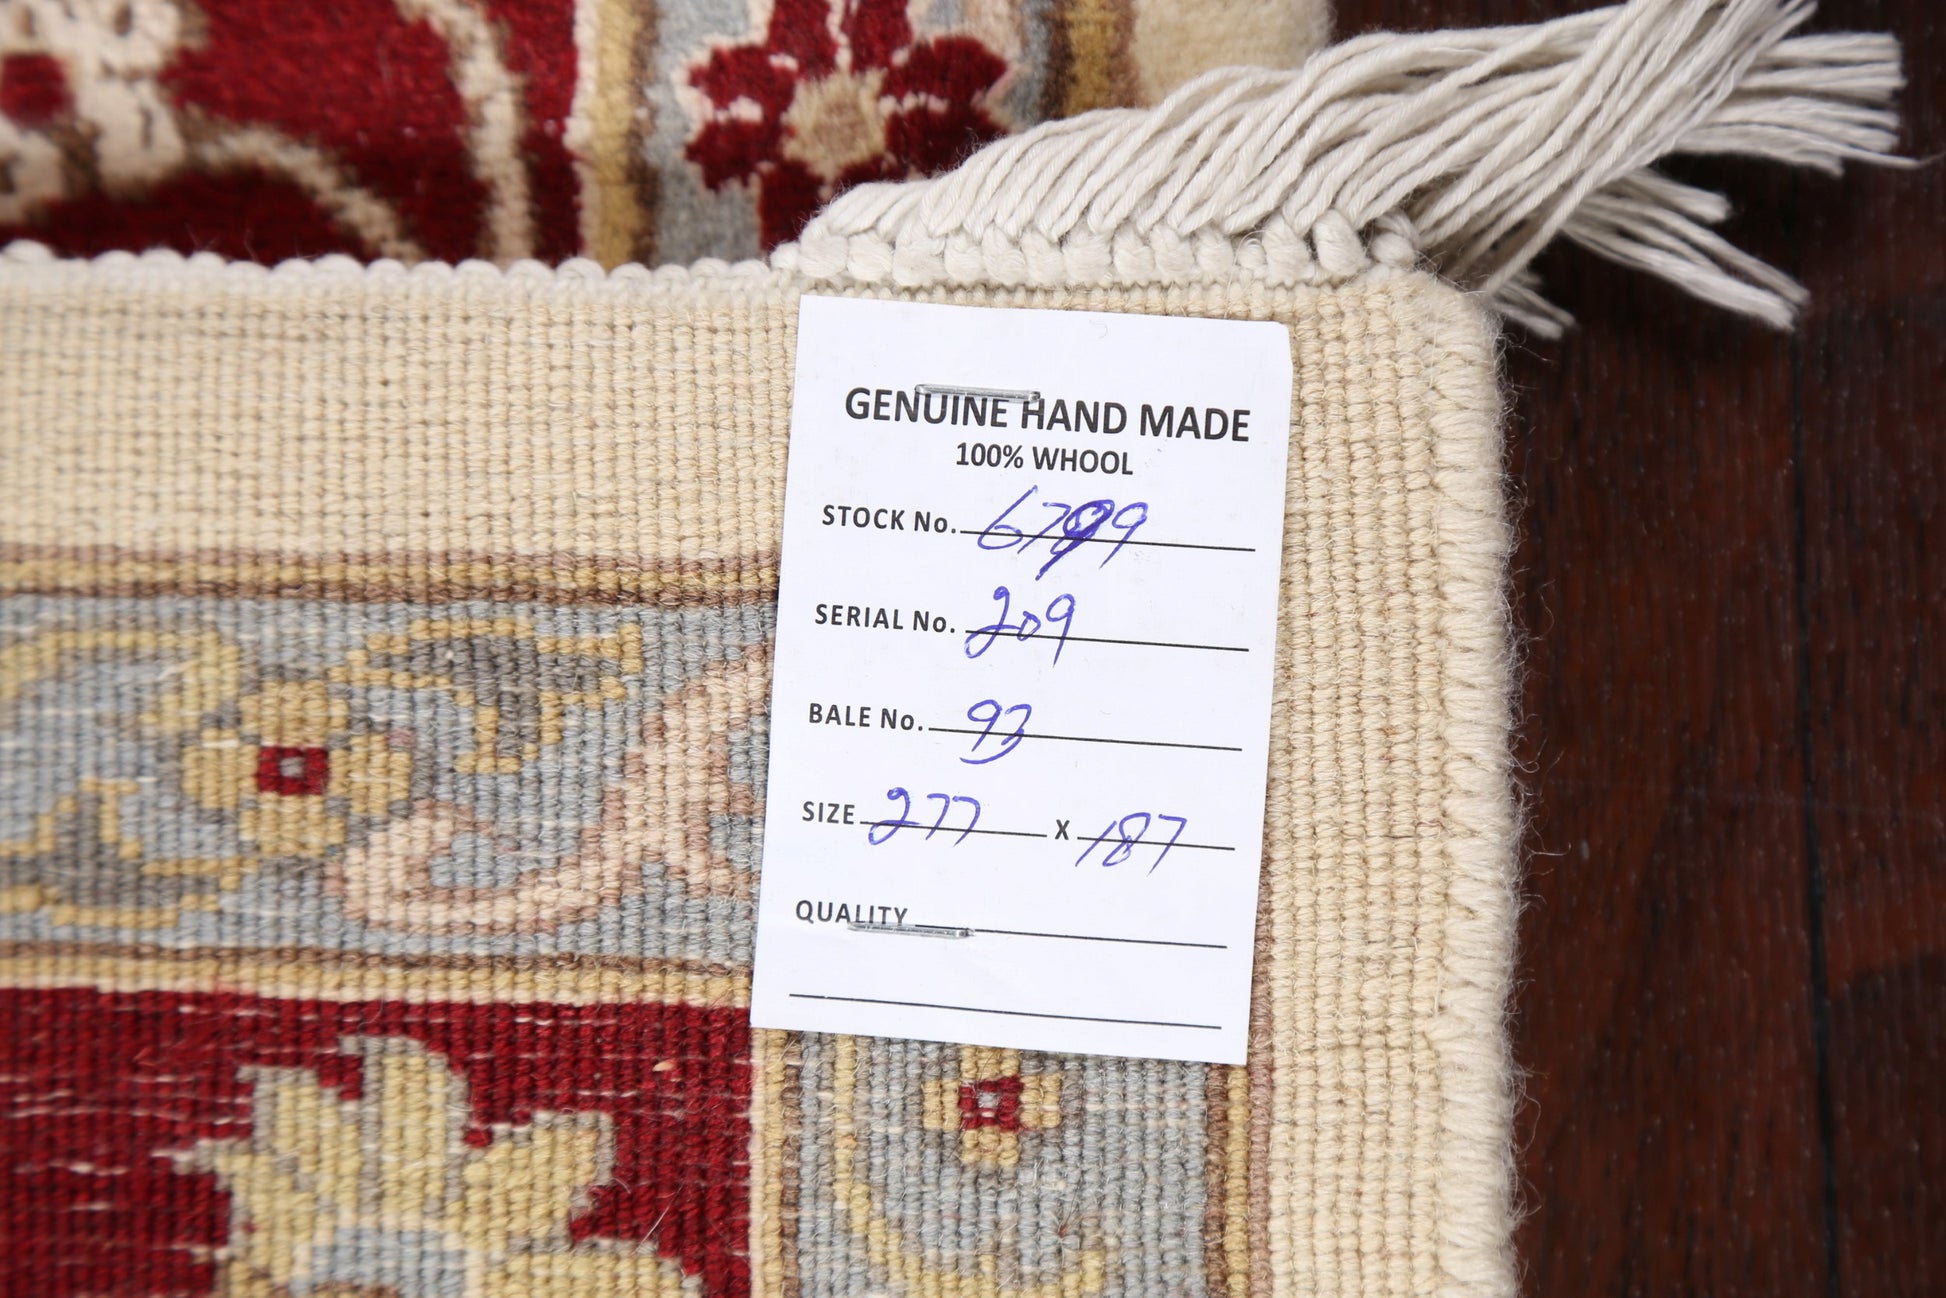 GENUINE HAND MADE
100% WHOOL
STOCK No. 6799
SERIAL No. 209
BALE No. 93
SIZE 277 X 187
QUALITY